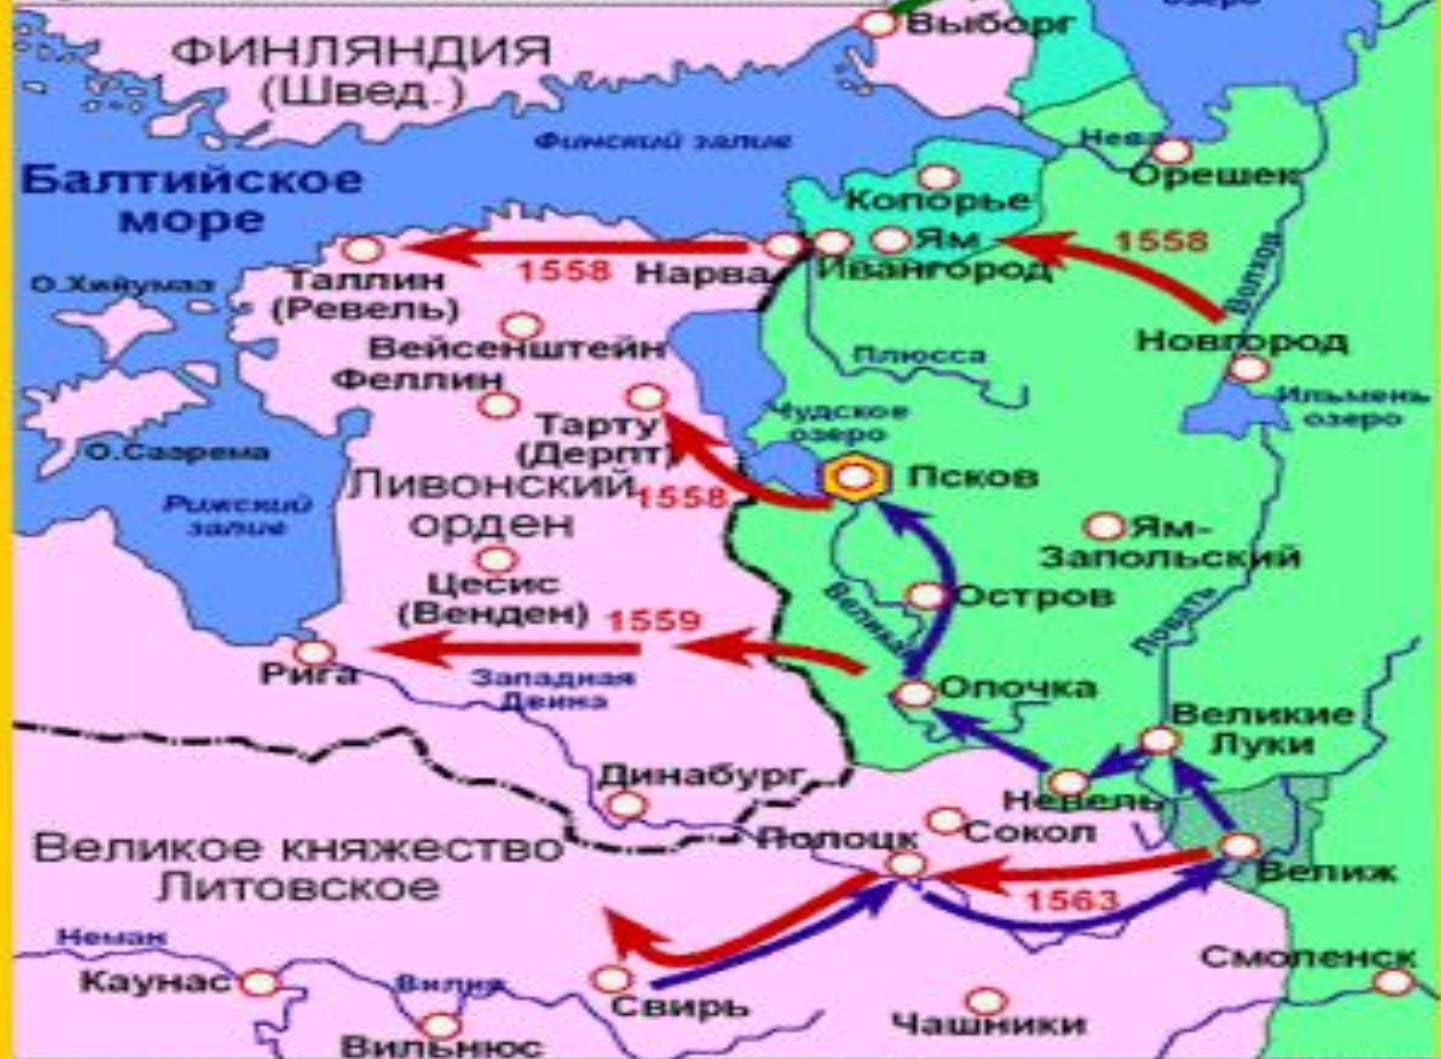 озеро
Выборг
ФИНЛЯНДИЯ
(Швед.)
Финский залив
Нева
Орешек
Балтийское
море
Копорье
Ям
1558
Ивангород
Нарва
1558
Таллин
(Ревель)
О.Хийумаа
Волхов
Новгород
Вейсенштейн
Плюсса
Феллин
Ильмень
озеро
Чудское
озеро
Тарту
(Дерпт)
О.Саарема
Псков
Ливонский
орден
1558
Рижский
залив
Ям-
Запольский
Цесис
(Венден)
Остров
Великая
Ловать
1559
Рига
Западная
Двина
Опочка
Великие
Луки
Динабург
Невель
Сокол
Полоцк
Великое княжество
Литовское
Велиж
1563
Неман
Смоленск
Каунас
Вилия
Свирь
Чашники
Вильнюс